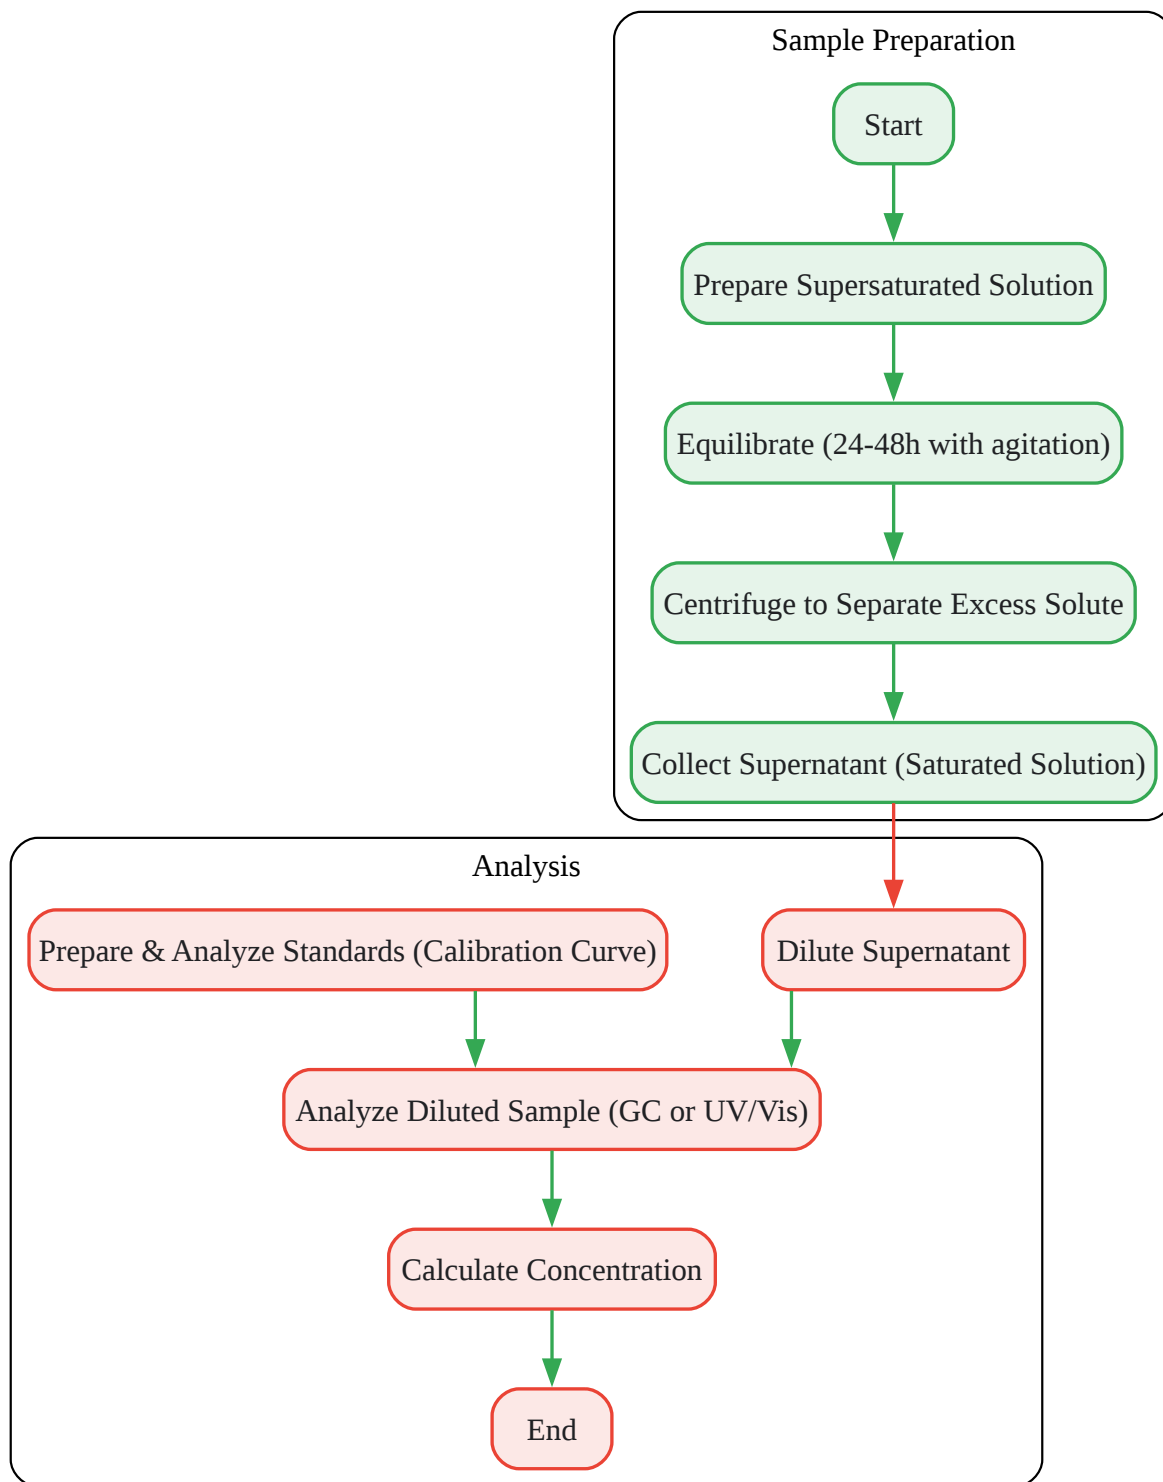 Sample Preparation
Start
Prepare Supersaturated Solution
Equilibrate (24-48h with agitation)
Centrifuge to Separate Excess Solute
Collect Supernatant (Saturated Solution)
Analysis
Prepare & Analyze Standards (Calibration Curve)
Dilute Supernatant
Analyze Diluted Sample (GC or UV/Vis)
Calculate Concentration
End